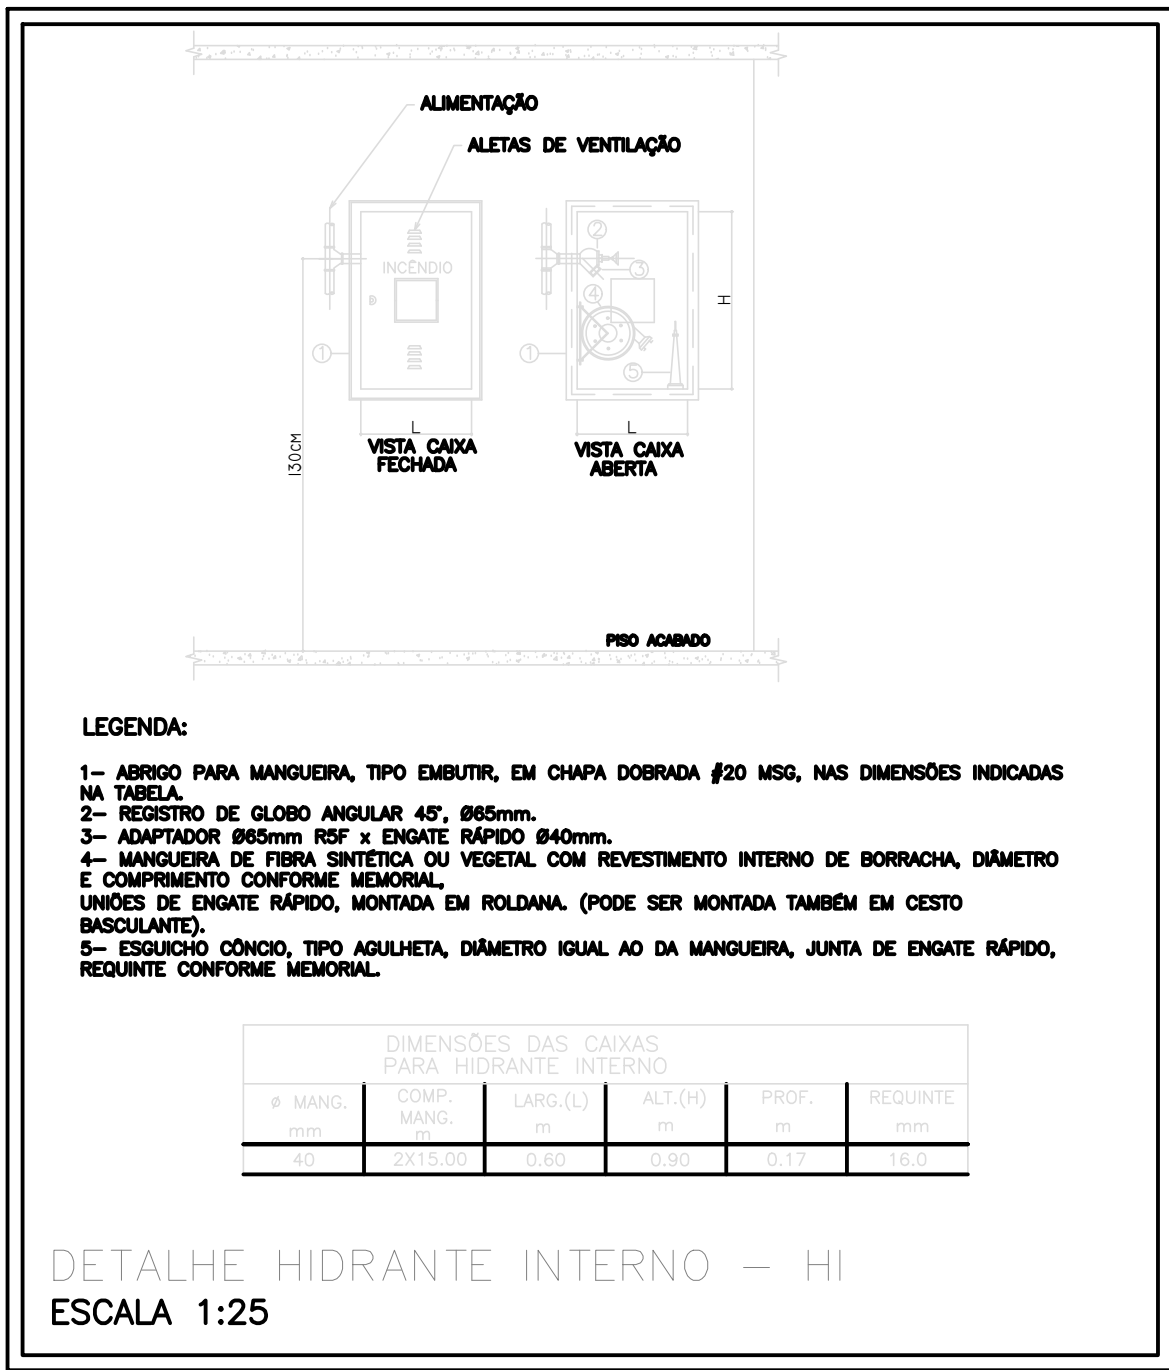 ALIMENTAÇÃO
ALETAS DE VENTILAÇÃO
INCÊNDIO
1
1
2
3
4
5
H
L
L
VISTA CAIXA
FECHADA
VISTA CAIXA
ABERTA
130CM
PISO ACABADO
LEGENDA:
1- ABRIGO PARA MANGUEIRA, TIPO EMBUTIR, EM CHAPA DOBRADA #20 MSG, NAS DIMENSÕES INDICADAS
NA TABELA.
2- REGISTRO DE GLOBO ANGULAR 45°, Ø65mm.
3- ADAPTADOR Ø65mm R5F x ENGATE RÁPIDO Ø40mm.
4- MANGUEIRA DE FIBRA SINTÉTICA OU VEGETAL COM REVESTIMENTO INTERNO DE BORRACHA, DIÂMETRO
E COMPRIMENTO CONFORME MEMORIAL,
UNIÕES DE ENGATE RÁPIDO, MONTADA EM ROLDANA. (PODE SER MONTADA TAMBÉM EM CESTO
BASCULANTE).
5- ESGUICHO CÔNCIO, TIPO AGULHETA, DIÂMETRO IGUAL AO DA MANGUEIRA, JUNTA DE ENGATE RÁPIDO,
REQUINTE CONFORME MEMORIAL.
DIMENSÕES DAS CAIXAS
PARA HIDRANTE INTERNO
Ø MANG. mm
COMP. MANG. m
LARG.(L) m
ALT.(H) m
PROF. m
REQUINTE mm
40 2X15.00 0.60 0.90 0.17 16.0
DETALHE HIDRANTE INTERNO - HI
ESCALA 1:25